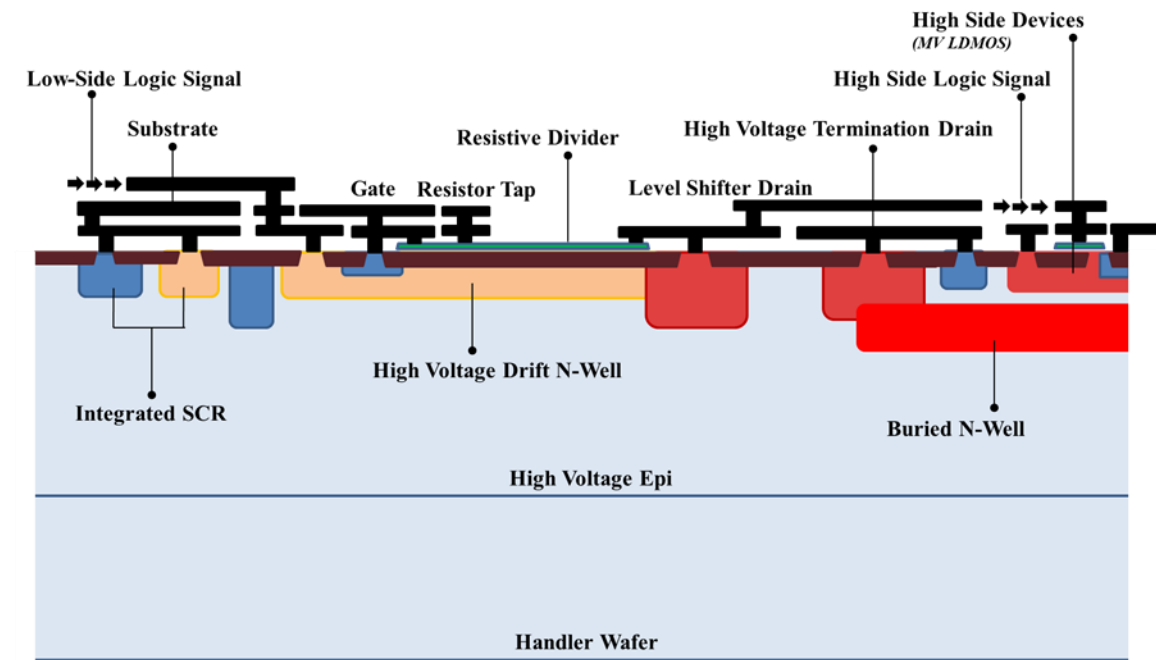 High Side Devices
(MV LDMOS)
Low-Side Logic Signal
High Side Logic Signal
Substrate
Resistive Divider
High Voltage Termination Drain
Gate
Resistor Tap
Level Shifter Drain
High Voltage Drift N-Well
Integrated SCR
Buried N-Well
High Voltage Epi
Handler Wafer